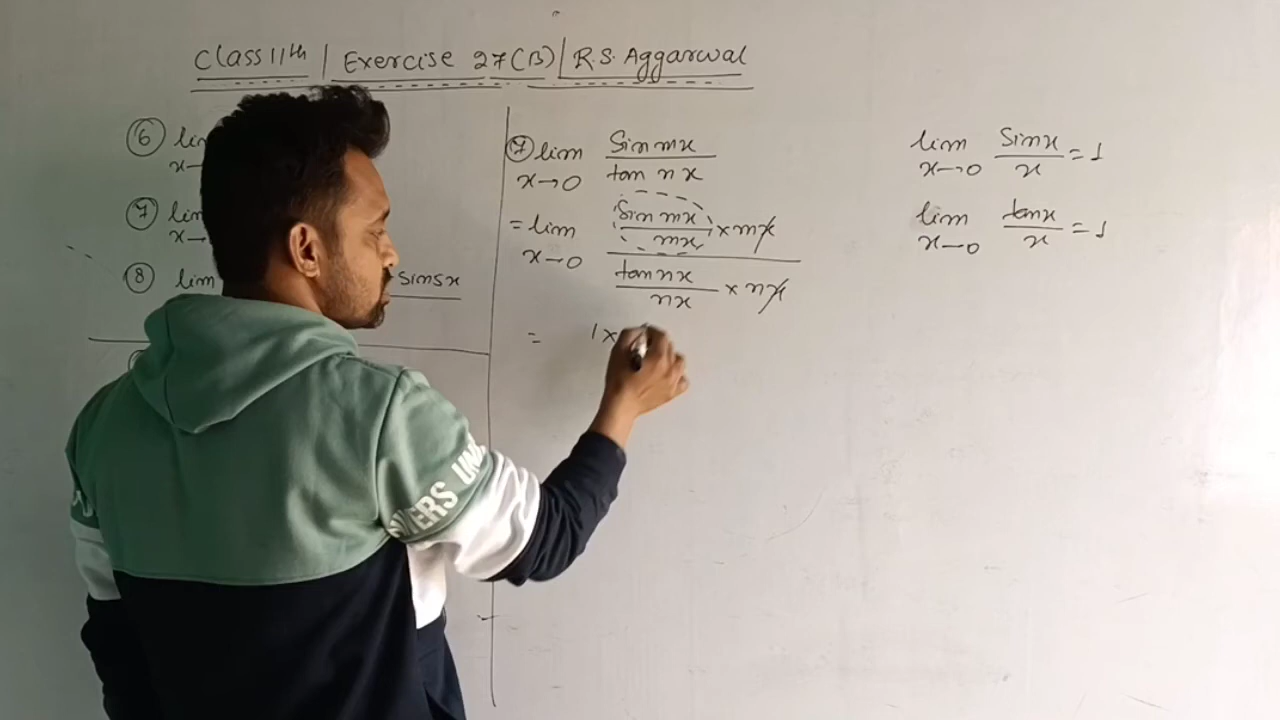 Class 11th | Exercise 27(B) | R.S. Aggarwal
(6) lim
x→
(7) lim
x→
(8) lim sin5x
(7) lim Sin mx / tan nx
x→0
= lim (Sin mx / mx × mx) / (tan nx / nx × nx)
x→0
= 1 ×
lim Sinx / x = 1
x→0
lim tanx / x = 1
x→0
VERS UN